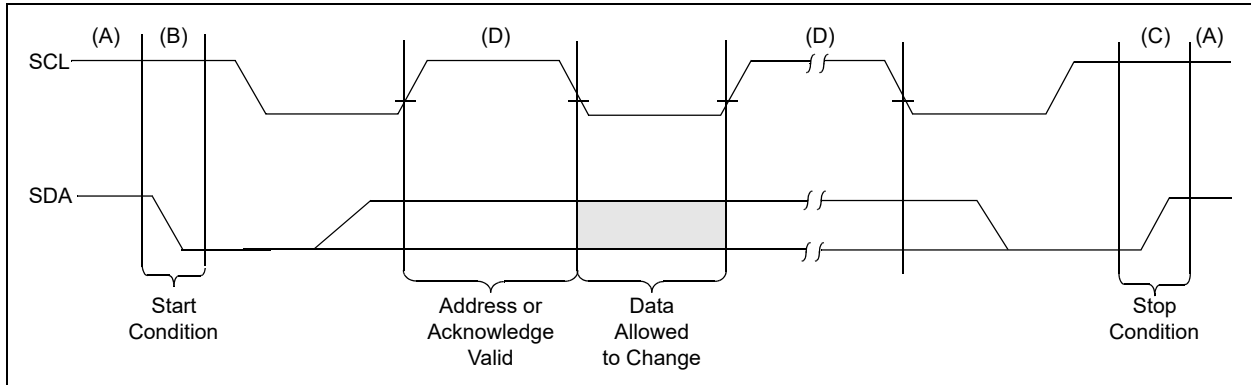 (A) (B) (D) (D) (C) (A)
SCL
SDA
Start
Condition
Address or
Acknowledge
Valid
Data
Allowed
to Change
Stop
Condition